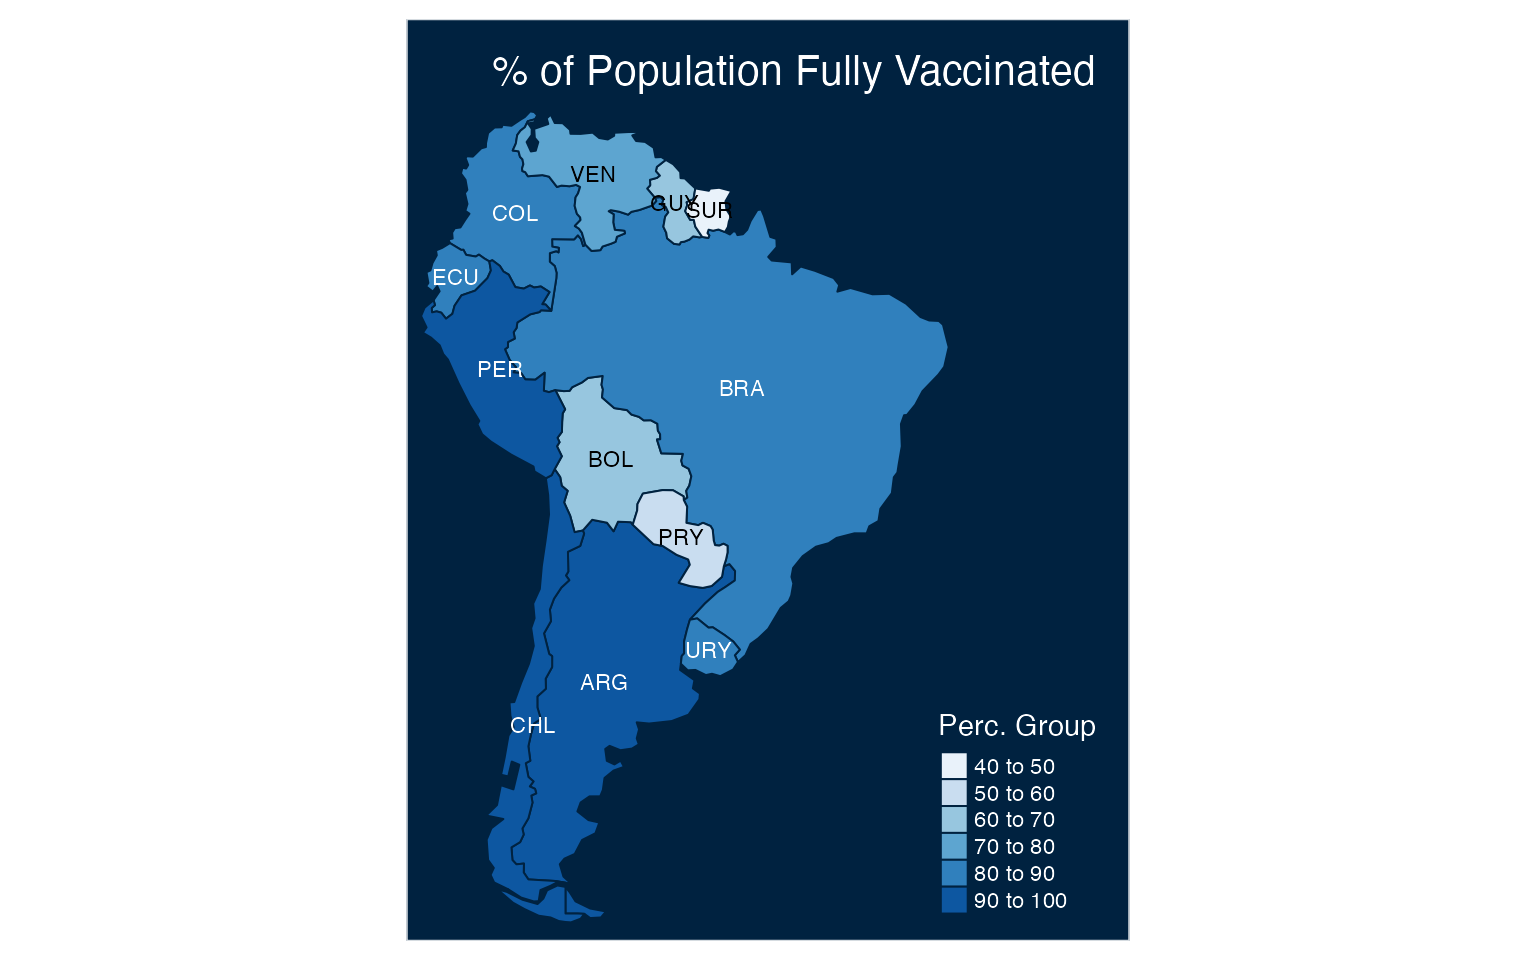 % of Population Fully Vaccinated
VEN
GUY
SUR
COL
ECU
PER
BRA
BOL
PRY
URY
ARG
CHL
Perc. Group
40 to 50
50 to 60
60 to 70
70 to 80
80 to 90
90 to 100